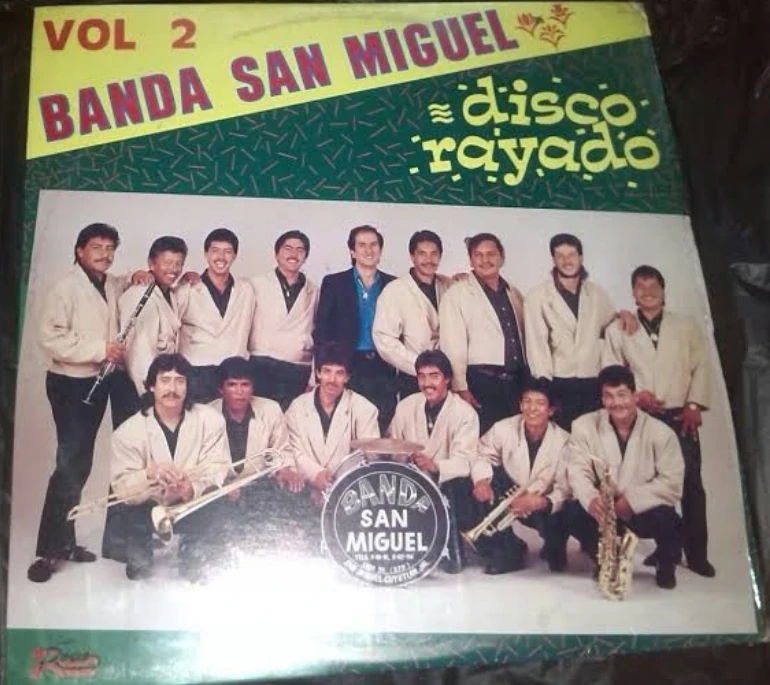 VOL 2
BANDA SAN MIGUEL
disco
rayado
BANDA
SAN
MIGUEL